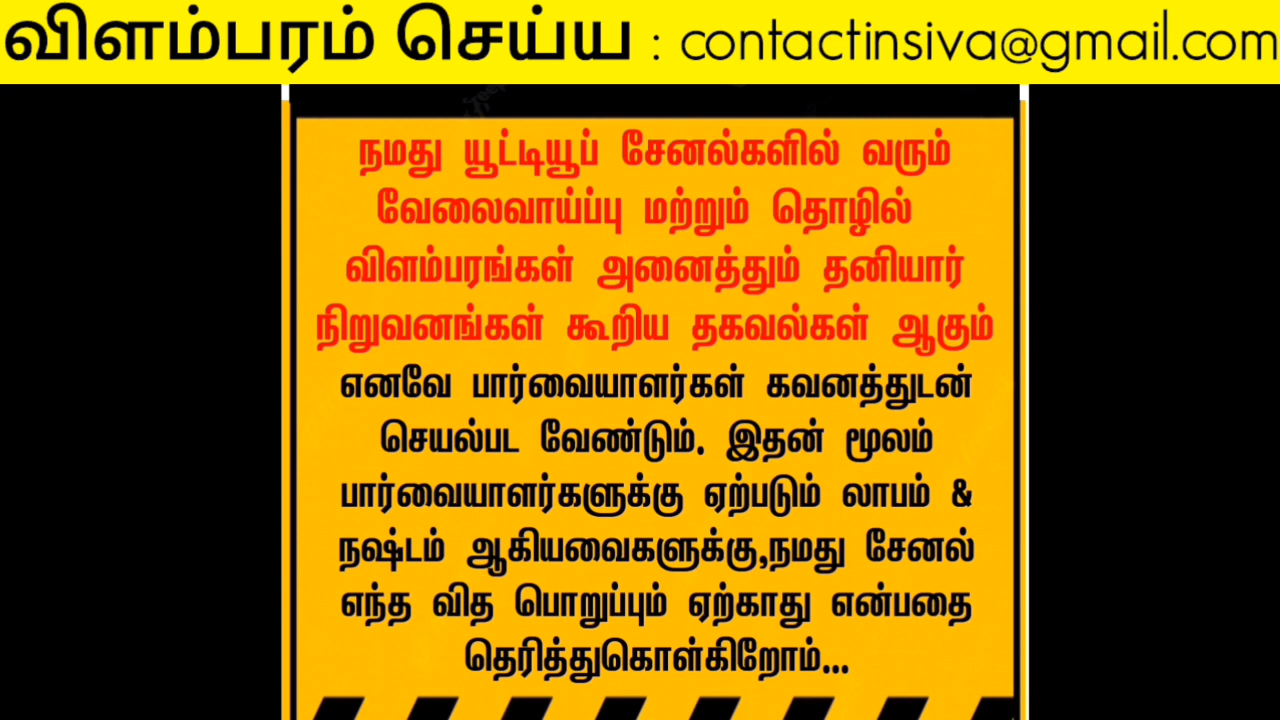 விளம்பரம் செய்ய : contactinsiva@gmail.com
நமது யூட்டியூப் சேனல்களில் வரும்
வேலைவாய்ப்பு மற்றும் தொழில்
விளம்பரங்கள் அனைத்தும் தனியார்
நிறுவனங்கள் கூறிய தகவல்கள் ஆகும்
எனவே பார்வையாளர்கள் கவனத்துடன்
செயல்பட வேண்டும். இதன் மூலம்
பார்வையாளர்களுக்கு ஏற்படும் லாபம் &
நஷ்டம் ஆகியவைகளுக்கு,நமது சேனல்
எந்த வித பொறுப்பும் ஏற்காது என்பதை
தெரித்துகொள்கிறோம்...